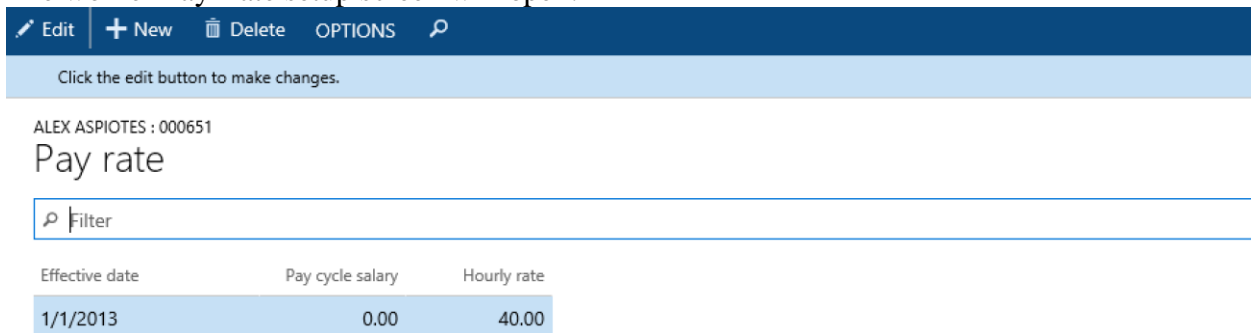 Edit + New Delete OPTIONS
Click the edit button to make changes.
ALEX ASPIOTES : 000651
Pay rate
Filter
Effective date Pay cycle salary Hourly rate
1/1/2013 0.00 40.00